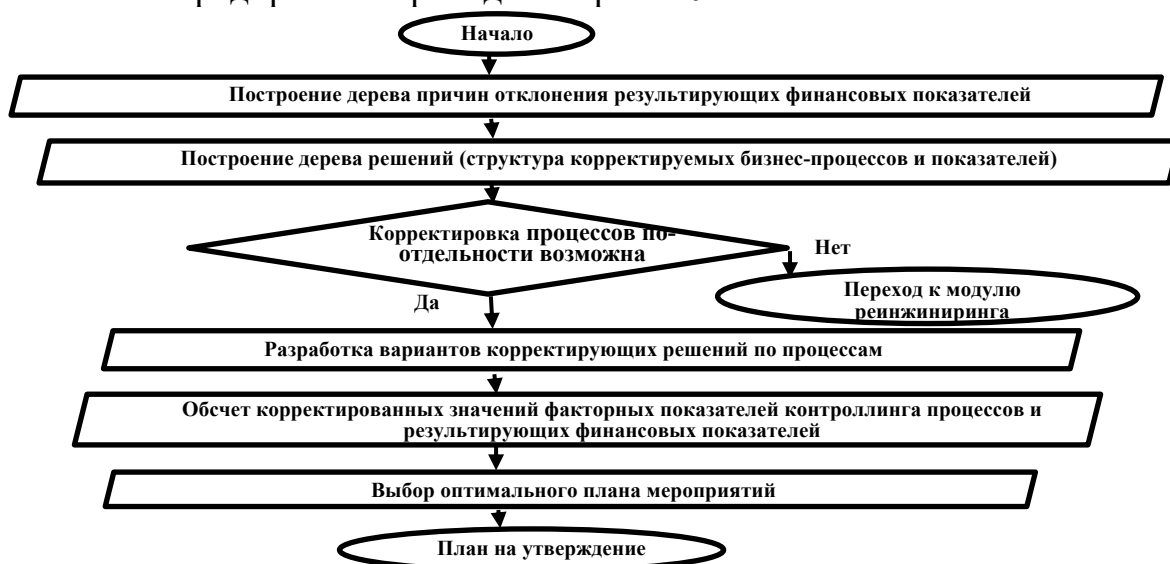 Начало
Построение дерева причин отклонения результирующих финансовых показателей
Построение дерева решений (структура корректируемых бизнес-процессов и показателей)
Корректировка процессов по-
отдельности возможна
Нет
Переход к модулю
реинжиниринга
Да
Разработка вариантов корректирующих решений по процессам
Обсчет корректированных значений факторных показателей контроллинга процессов и
результирующих финансовых показателей
Выбор оптимального плана мероприятий
План на утверждение